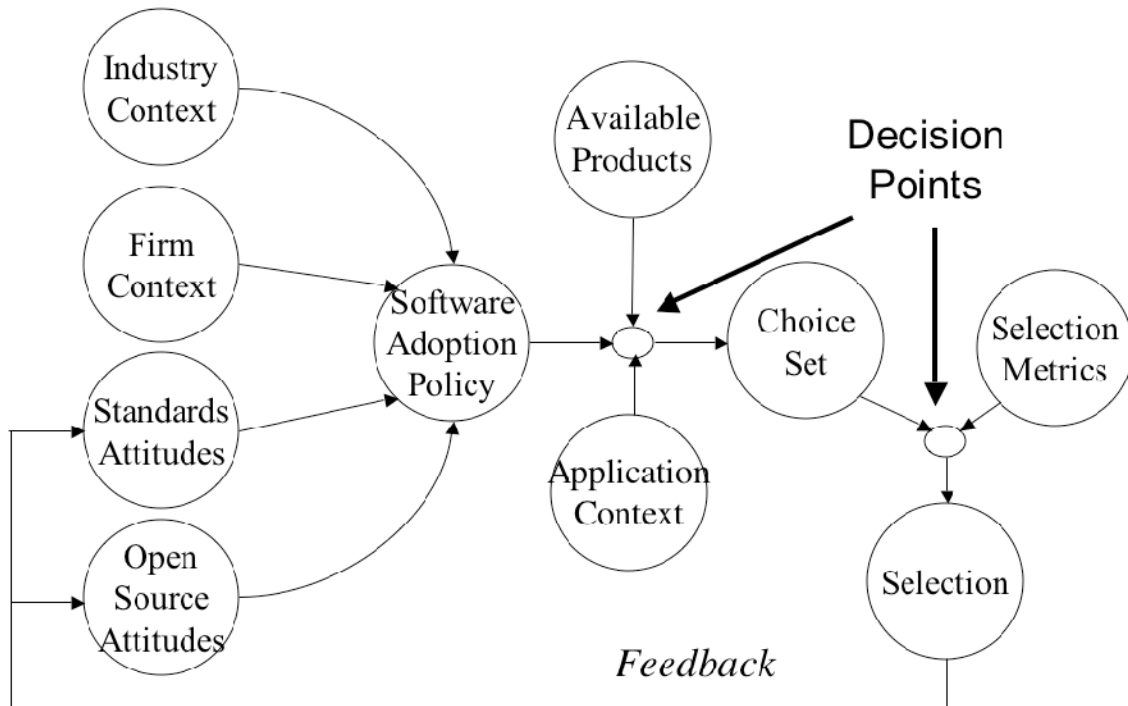 Industry
Context
Firm
Context
Standards
Attitudes
Open
Source
Attitudes
Software
Adoption
Policy
Available
Products
Application
Context
Decision
Points
Choice
Set
Selection
Metrics
Selection
Feedback